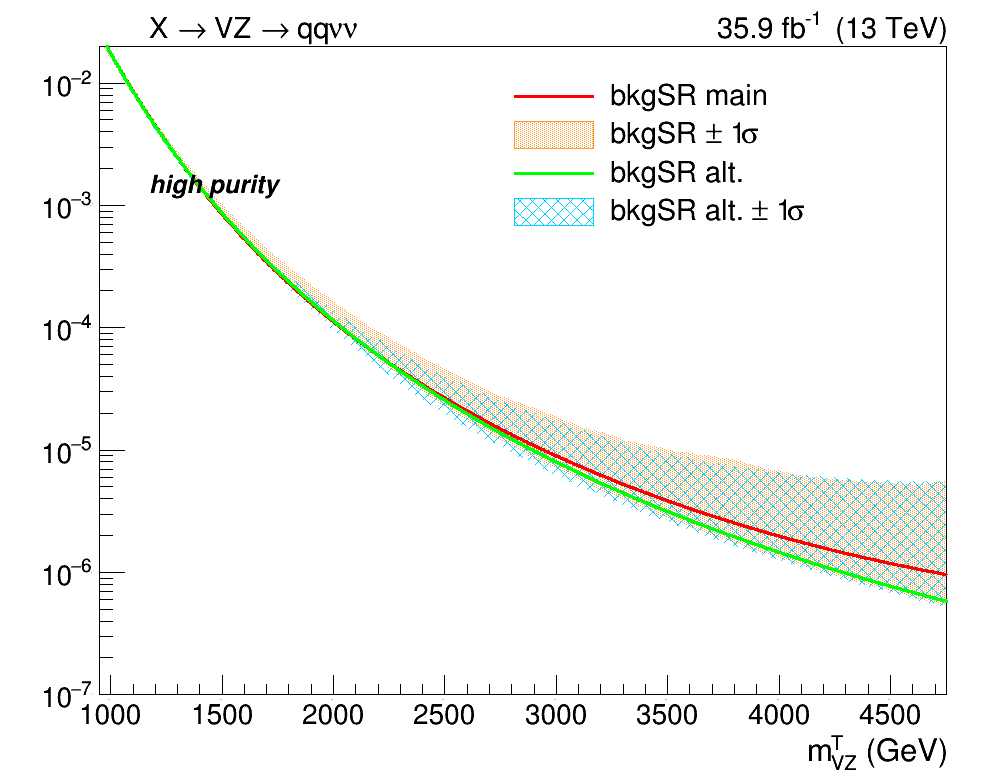 X → VZ → qqνν 35.9 fb⁻¹ (13 TeV)
bkgSR main
bkgSR ± 1σ
bkgSR alt.
bkgSR alt. ± 1σ
high purity
10⁻²
10⁻³
10⁻⁴
10⁻⁵
10⁻⁶
10⁻⁷
1000 1500 2000 2500 3000 3500 4000 4500
m^T_VZ (GeV)